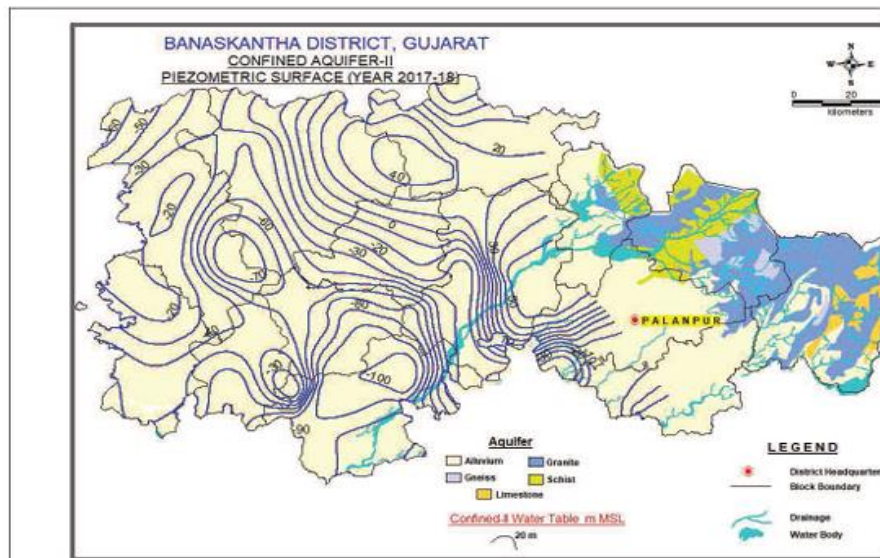 BANASKANTHA DISTRICT, GUJARAT
CONFINED AQUIFER-II
PIEZOMETRIC SURFACE (YEAR 2017-18)
N
W E
S
0 20
kilometers
-50
-30
-20
-60
-70
20
40
0
-30
-20
-80
-20
-30
-100
-90
PALANPUR
Aquifer
Alluvium
Granite
Gneiss
Schist
Limestone
Confined-II Water Table m MSL
20 m
LEGEND
District Headquarter
Block Boundary
Drainage
Water Body